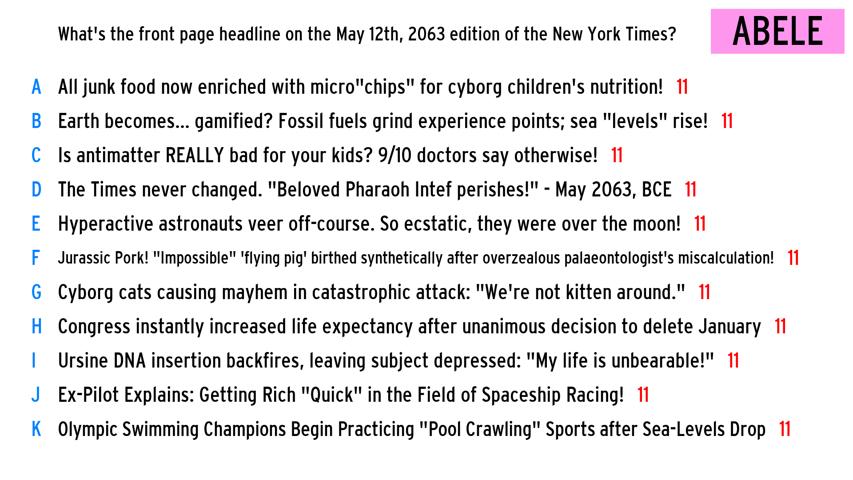 What's the front page headline on the May 12th, 2063 edition of the New York Times?
ABELE
A All junk food now enriched with micro"chips" for cyborg children's nutrition! 11
B Earth becomes... gamified? Fossil fuels grind experience points; sea "levels" rise! 11
C Is antimatter REALLY bad for your kids? 9/10 doctors say otherwise! 11
D The Times never changed. "Beloved Pharaoh Intef perishes!" - May 2063, BCE 11
E Hyperactive astronauts veer off-course. So ecstatic, they were over the moon! 11
F Jurassic Pork! "Impossible" 'flying pig' birthed synthetically after overzealous palaeontologist's miscalculation! 11
G Cyborg cats causing mayhem in catastrophic attack: "We're not kitten around." 11
H Congress instantly increased life expectancy after unanimous decision to delete January 11
I Ursine DNA insertion backfires, leaving subject depressed: "My life is unbearable!" 11
J Ex-Pilot Explains: Getting Rich "Quick" in the Field of Spaceship Racing! 11
K Olympic Swimming Champions Begin Practicing "Pool Crawling" Sports after Sea-Levels Drop 11